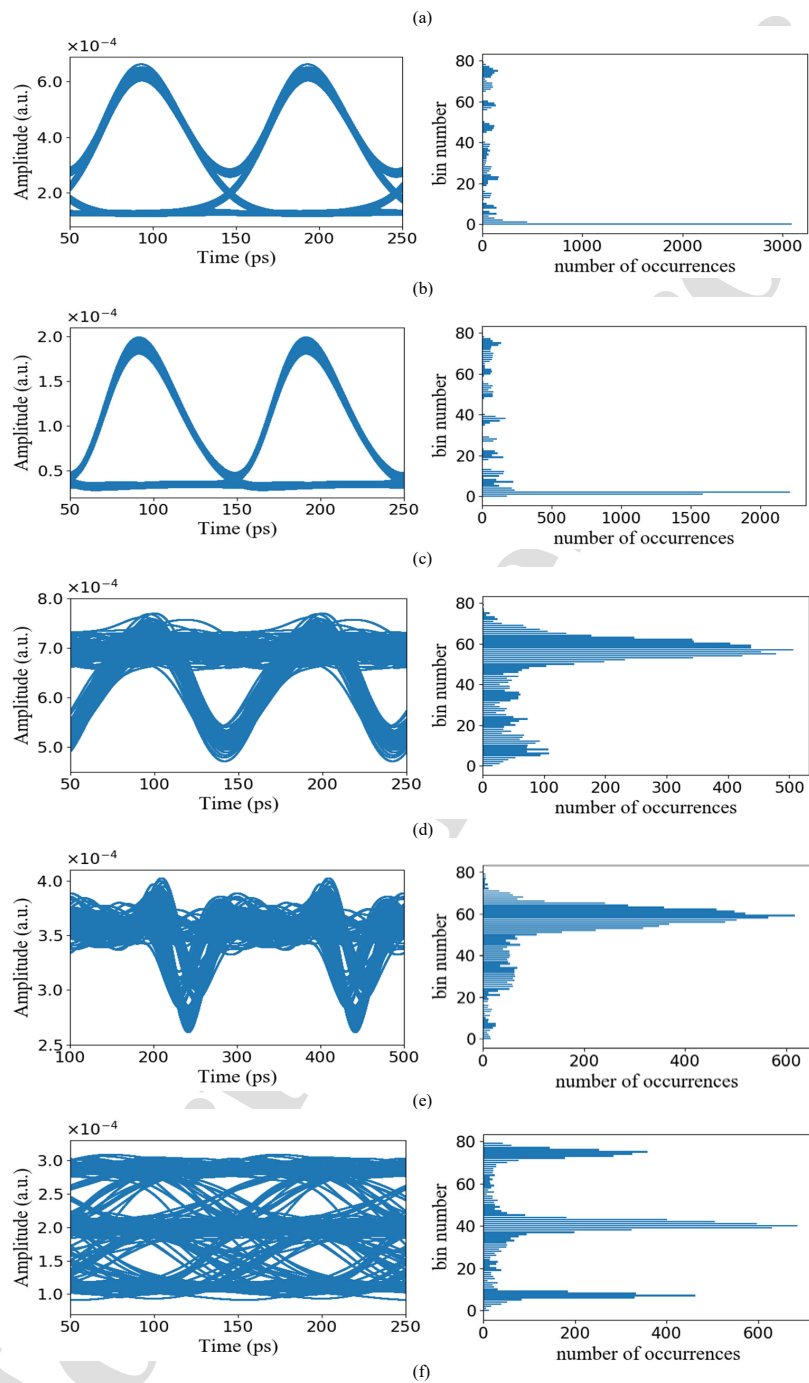 (a)
×10⁻⁴
6.0
4.0
2.0
Amplitude (a.u.)
50 100 150 200 250
Time (ps)
80
60
40
20
0
bin number
0 1000 2000 3000
number of occurrences
(b)
×10⁻⁴
2.0
1.5
1.0
0.5
Amplitude (a.u.)
50 100 150 200 250
Time (ps)
80
60
40
20
0
bin number
0 500 1000 1500 2000
number of occurrences
(c)
×10⁻⁴
8.0
7.0
6.0
5.0
Amplitude (a.u.)
50 100 150 200 250
Time (ps)
80
60
40
20
0
bin number
0 100 200 300 400 500
number of occurrences
(d)
×10⁻⁴
4.0
3.5
3.0
2.5
Amplitude (a.u.)
100 200 300 400 500
Time (ps)
80
60
40
20
0
bin number
0 200 400 600
number of occurrences
(e)
×10⁻⁴
3.0
2.5
2.0
1.5
1.0
Amplitude (a.u.)
50 100 150 200 250
Time (ps)
80
60
40
20
0
bin number
0 200 400 600
number of occurrences
(f)